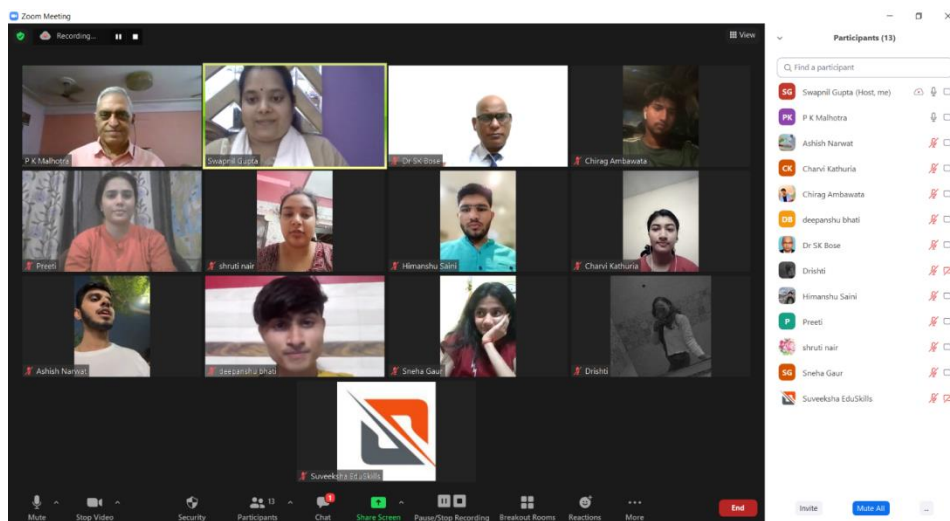 Zoom Meeting
Recording...
View
P K Malhotra
Swapnil Gupta
Dr SK Bose
Chirag Ambawata
Preeti
shruti nair
Himanshu Saini
Charvi Kathuria
Ashish Narwat
deepanshu bhati
Sneha Gaur
Drishti
Suveeksha EduSkills
Mute
Stop Video
Security
13
Participants
1
Chat
Share Screen
Pause/Stop Recording
Breakout Rooms
Reactions
More
End
Participants (13)
Find a participant
SG Swapnil Gupta (Host, me)
PK P K Malhotra
Ashish Narwat
CK Charvi Kathuria
Chirag Ambawata
DB deepanshu bhati
Dr SK Bose
Drishti
Himanshu Saini
P Preeti
shruti nair
SG Sneha Gaur
Suveeksha EduSkills
Invite
Mute All
...